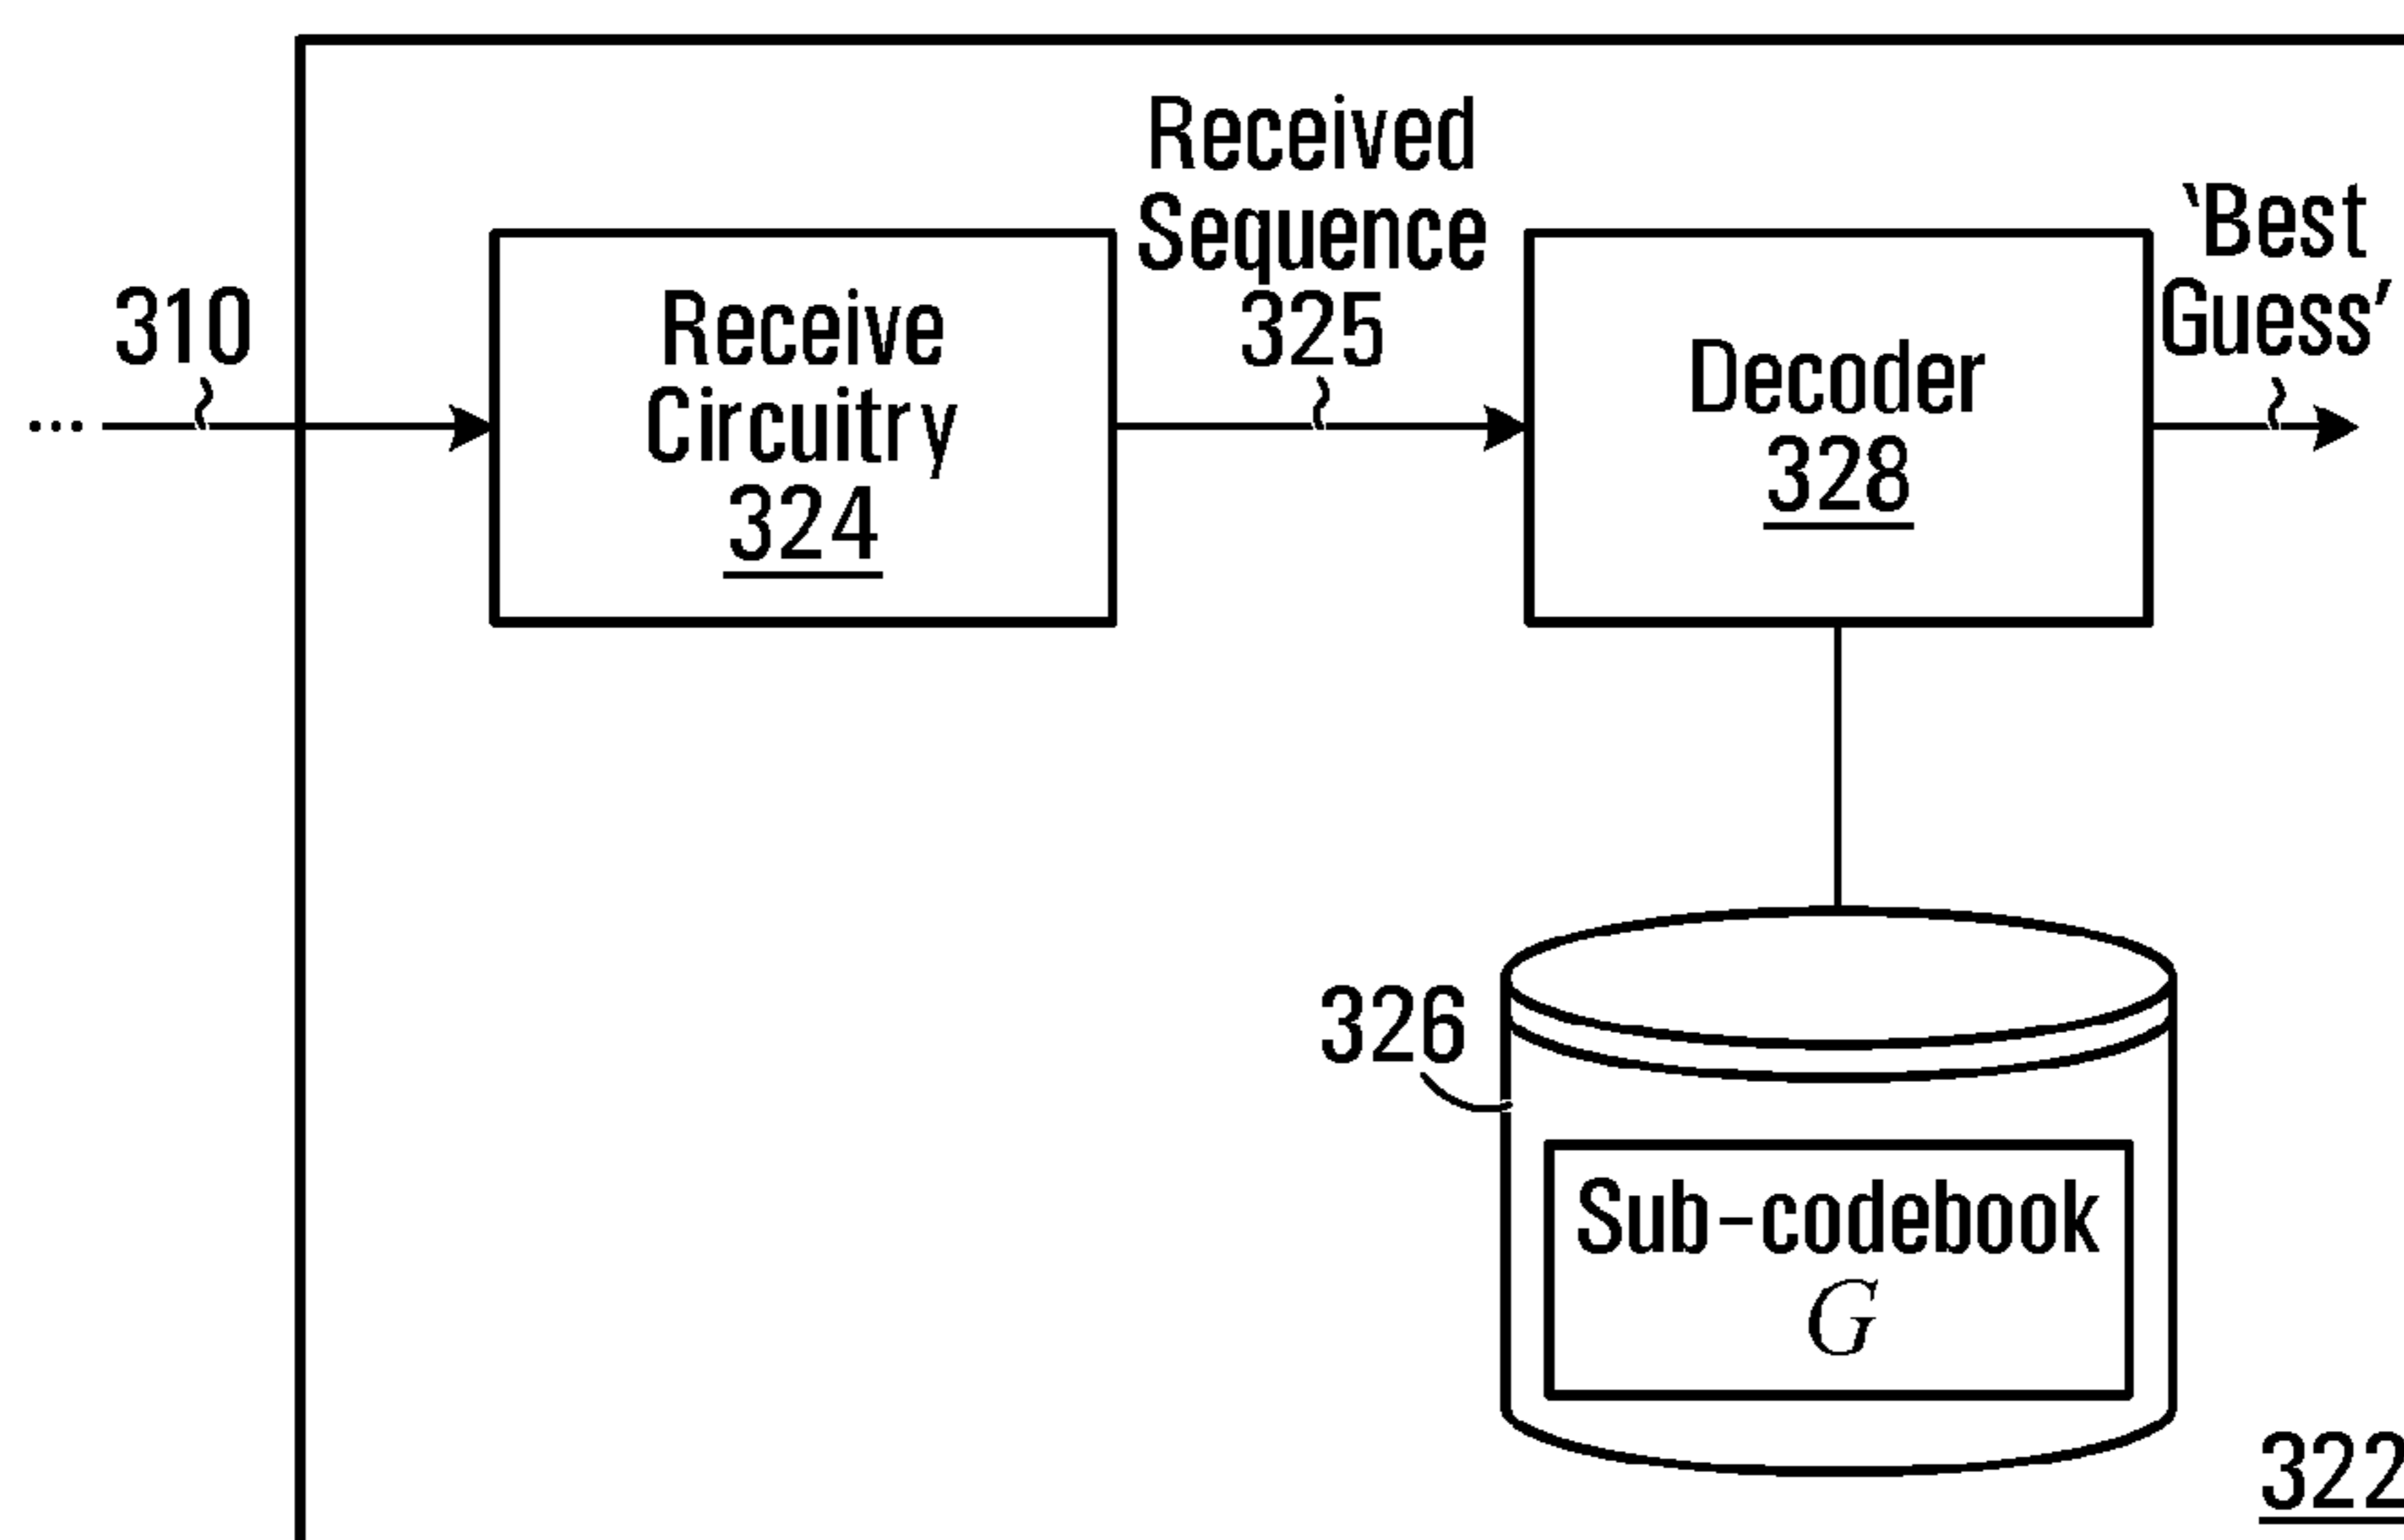 310
...
Receive
Circuitry
324
Received
Sequence
325
Decoder
328
‵Best
Guess′
326
Sub-codebook
G
322